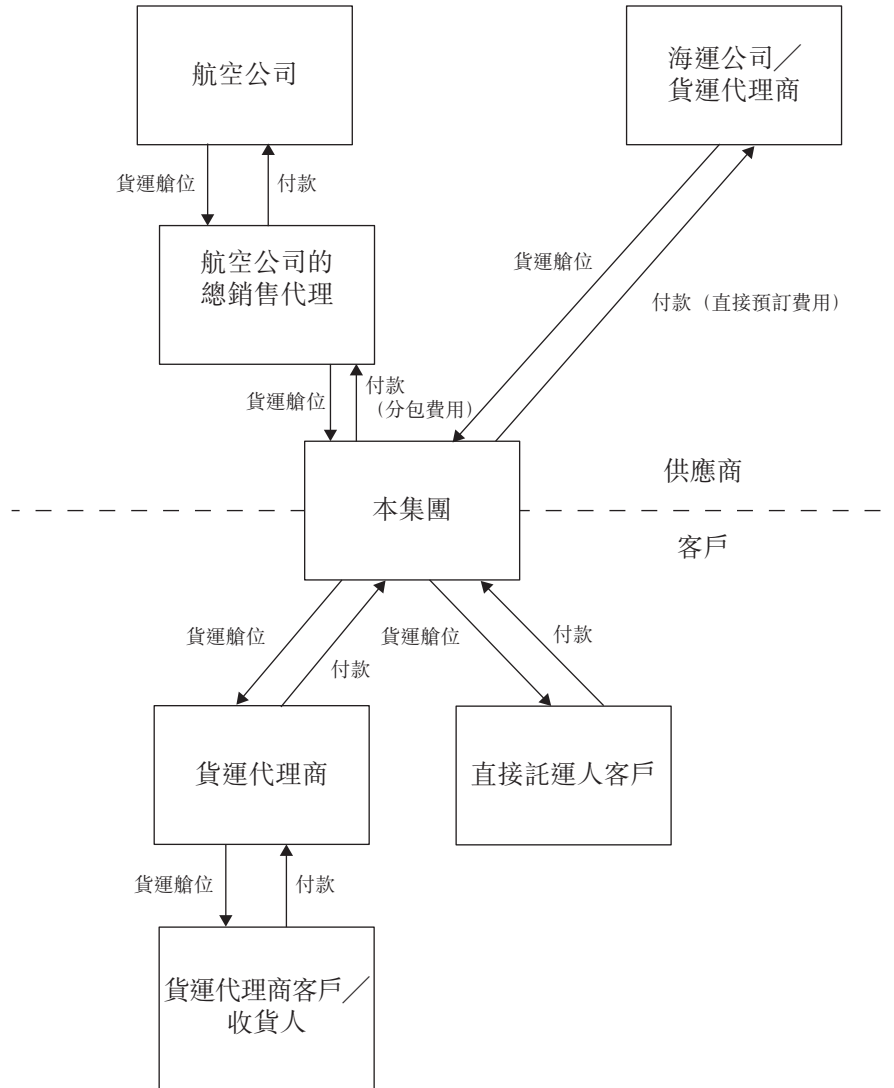 航空公司
海運公司／
貨運代理商
貨運艙位
付款
航空公司的
總銷售代理
貨運艙位
付款（直接預訂費用）
貨運艙位
付款
（分包費用）
供應商
本集團
客戶
貨運艙位
付款
貨運艙位
付款
貨運代理商
直接託運人客戶
貨運艙位
付款
貨運代理商客戶／
收貨人